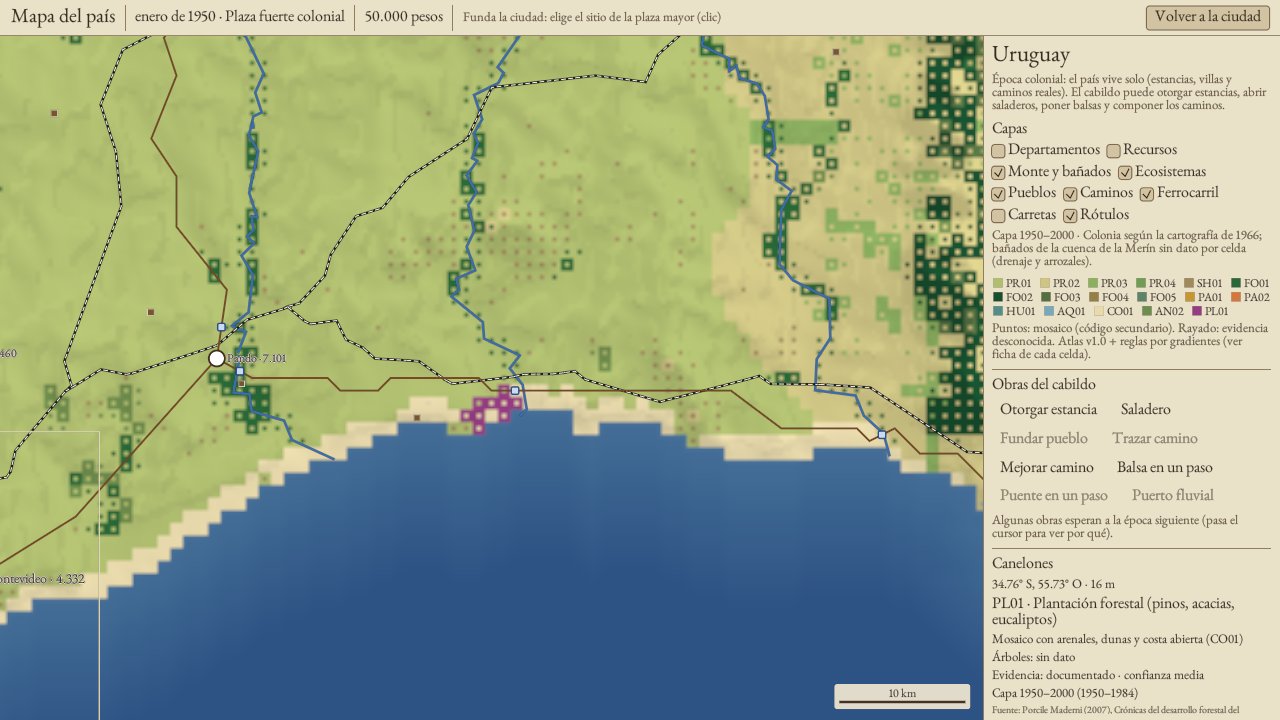 Mapa del país
enero de 1950 · Plaza fuerte colonial
50.000 pesos
Funda la ciudad: elige el sitio de la plaza mayor (clic)
Volver a la ciudad
460
Pando · 7.101
ontevideo · 4.332
10 km
Uruguay
Época colonial: el país vive solo (estancias, villas y
caminos reales). El cabildo puede otorgar estancias, abrir
saladeros, poner balsas y componer los caminos.
Capas
Departamentos Recursos
Monte y bañados Ecosistemas
Pueblos Caminos Ferrocarril
Carretas Rótulos
Capa 1950–2000 · Colonia según la cartografía de 1966;
bañados de la cuenca de la Merín sin dato por celda
(drenaje y arrozales).
PR01 PR02 PR03 PR04 SH01 FO01
FO02 FO03 FO04 FO05 PA01 PA02
HU01 AQ01 CO01 AN02 PL01
Puntos: mosaico (código secundario). Rayado: evidencia
desconocida. Atlas v1.0 + reglas por gradientes (ver
ficha de cada celda).
Obras del cabildo
Otorgar estancia Saladero
Fundar pueblo Trazar camino
Mejorar camino Balsa en un paso
Puente en un paso Puerto fluvial
Algunas obras esperan a la época siguiente (pasa el
cursor para ver por qué).
Canelones
34.76° S, 55.73° O · 16 m
PL01 · Plantación forestal (pinos, acacias,
eucaliptos)
Mosaico con arenales, dunas y costa abierta (CO01)
Árboles: sin dato
Evidencia: documentado · confianza media
Capa 1950–2000 (1950–1984)
Fuente: Porcile Maderni (2007), Crónicas del desarrollo forestal del